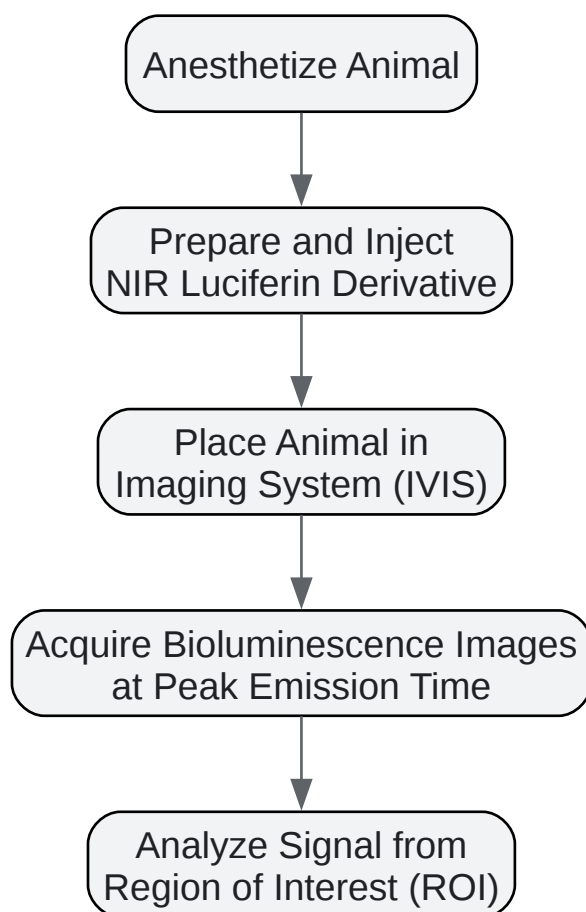 Anesthetize Animal
Prepare and Inject
NIR Luciferin Derivative
Place Animal in
Imaging System (IVIS)
Acquire Bioluminescence Images
at Peak Emission Time
Analyze Signal from
Region of Interest (ROI)